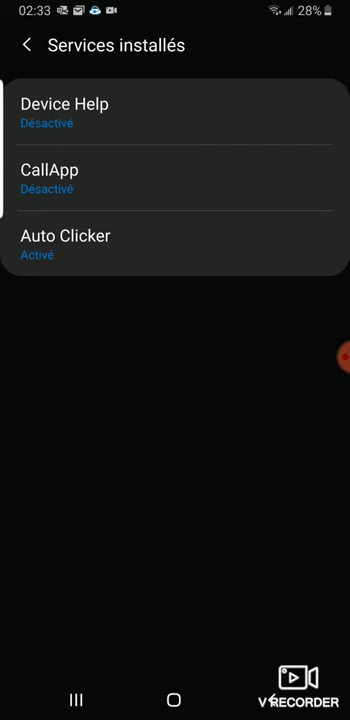 02:33
28%
Services installés
Device Help
Désactivé
CallApp
Désactivé
Auto Clicker
Activé
V RECORDER